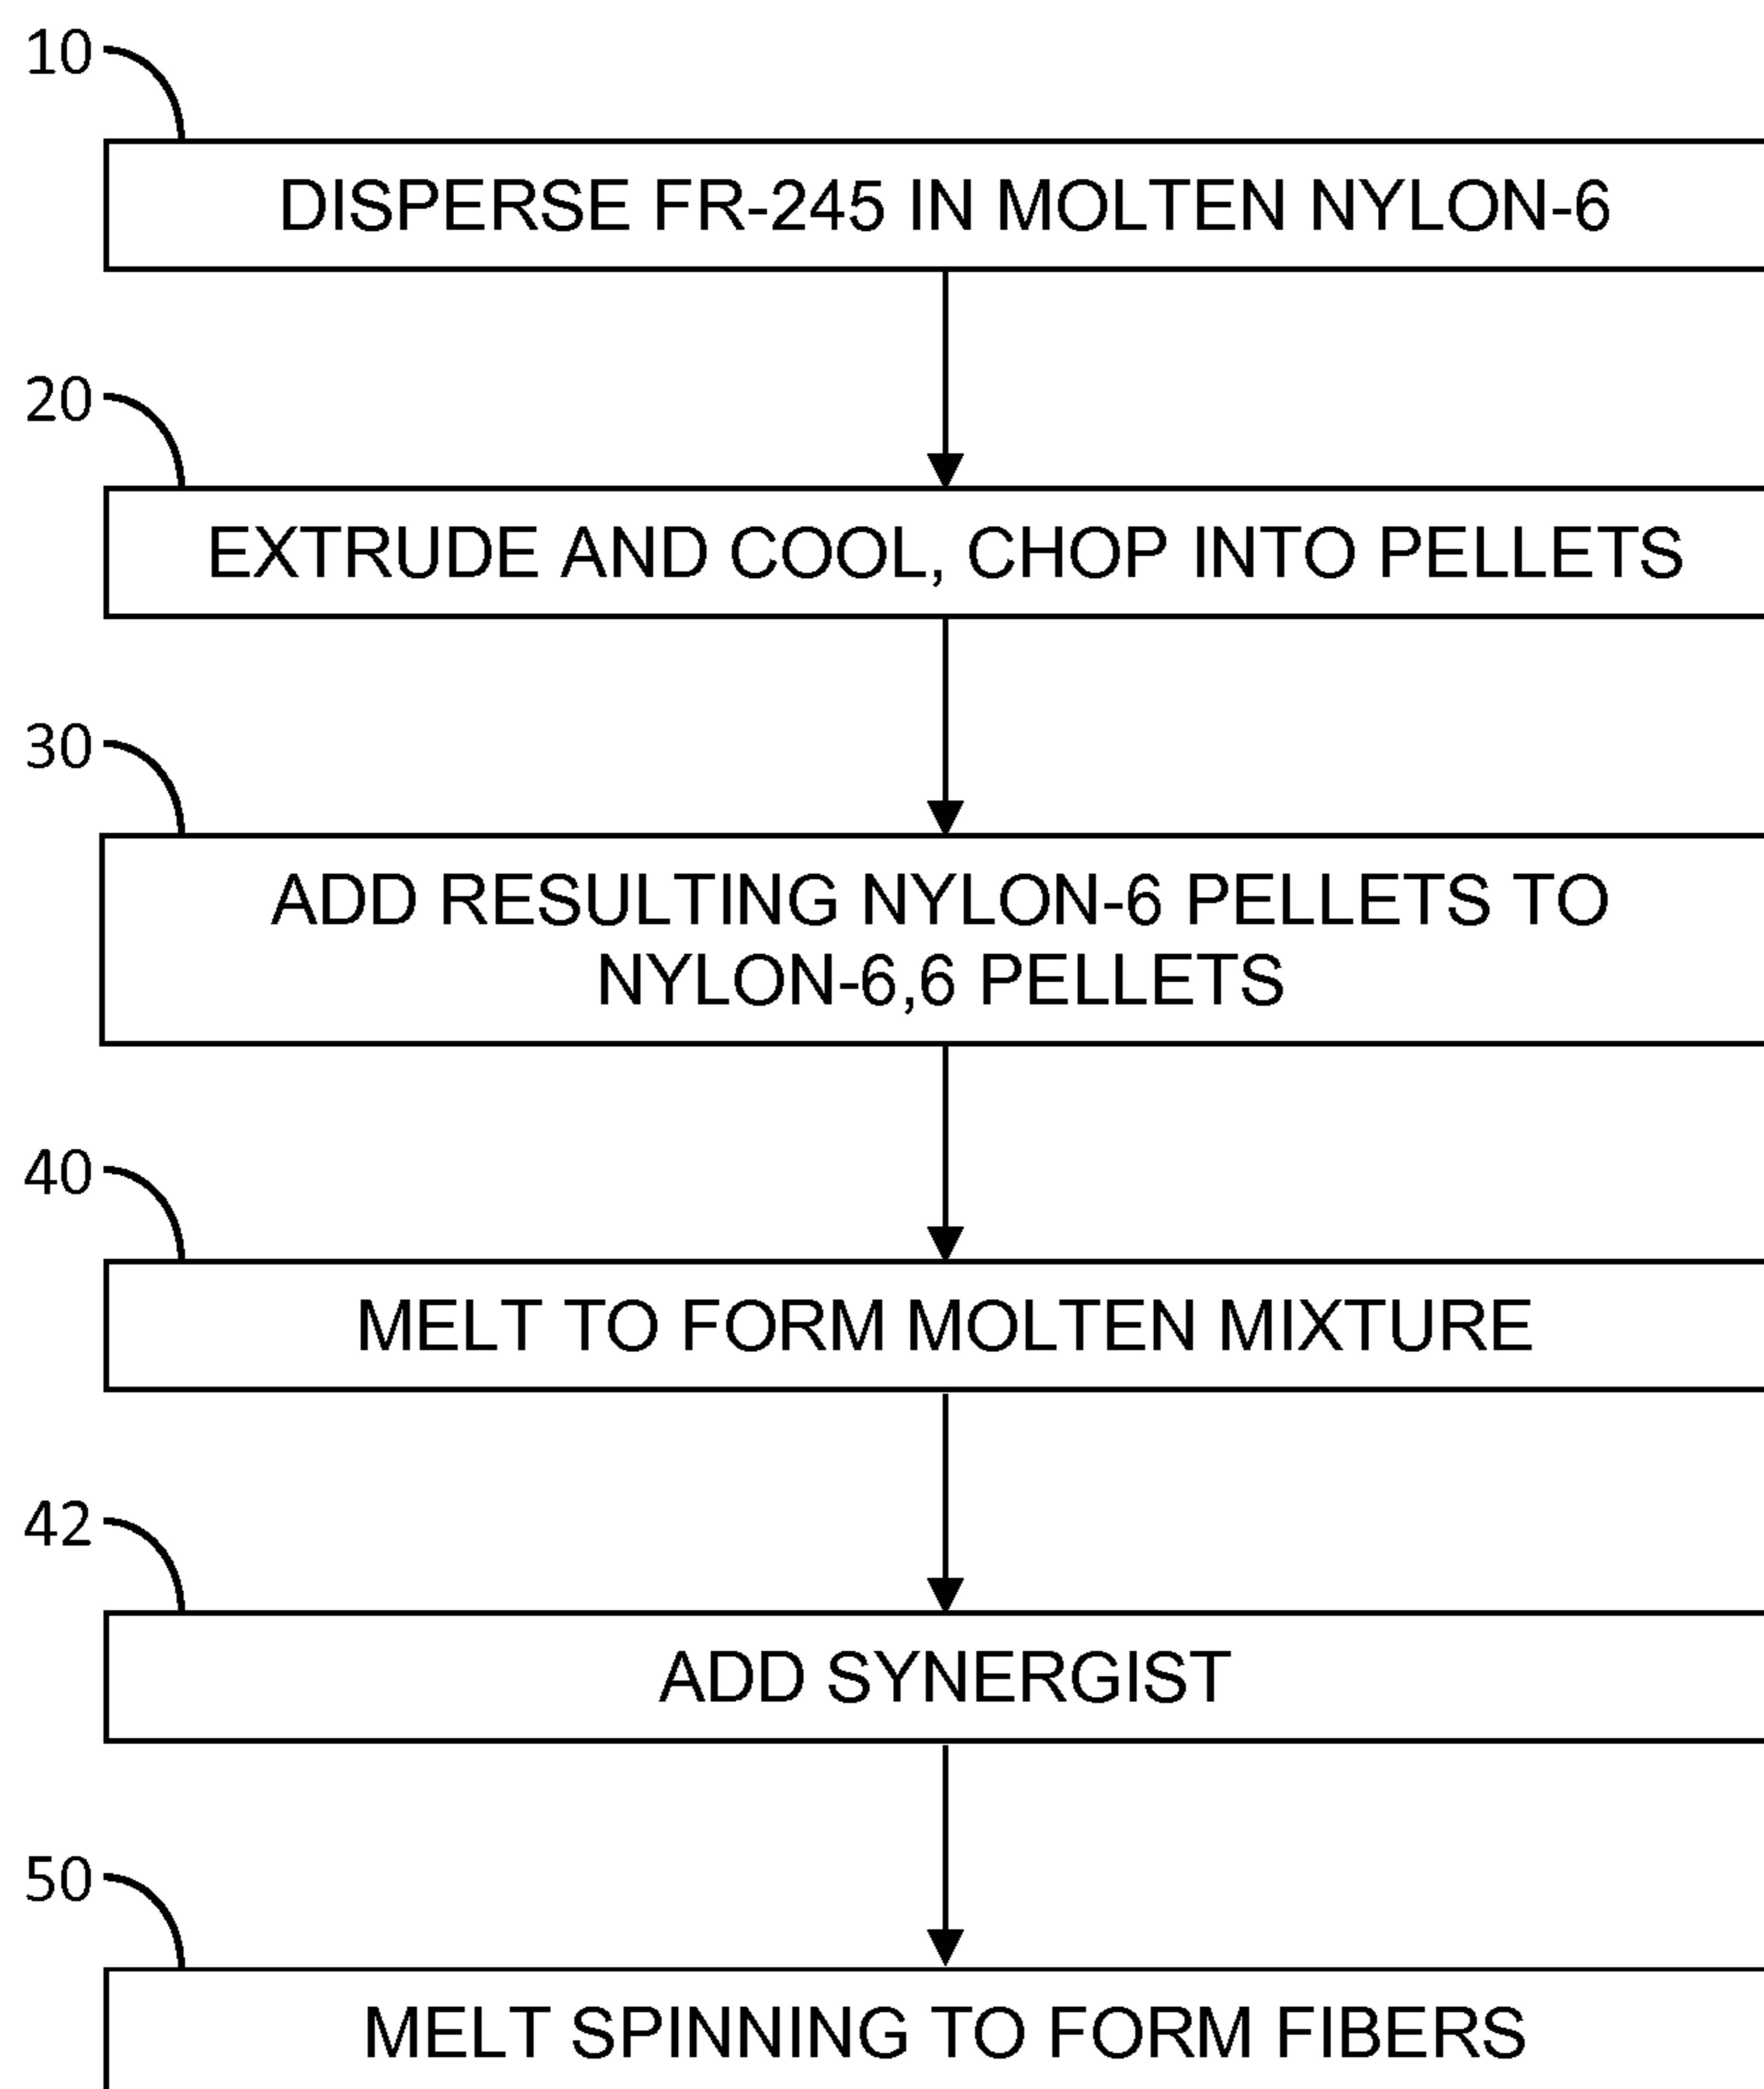 10
DISPERSE FR-245 IN MOLTEN NYLON-6
20
EXTRUDE AND COOL, CHOP INTO PELLETS
30
ADD RESULTING NYLON-6 PELLETS TO
NYLON-6,6 PELLETS
40
MELT TO FORM MOLTEN MIXTURE
42
ADD SYNERGIST
50
MELT SPINNING TO FORM FIBERS